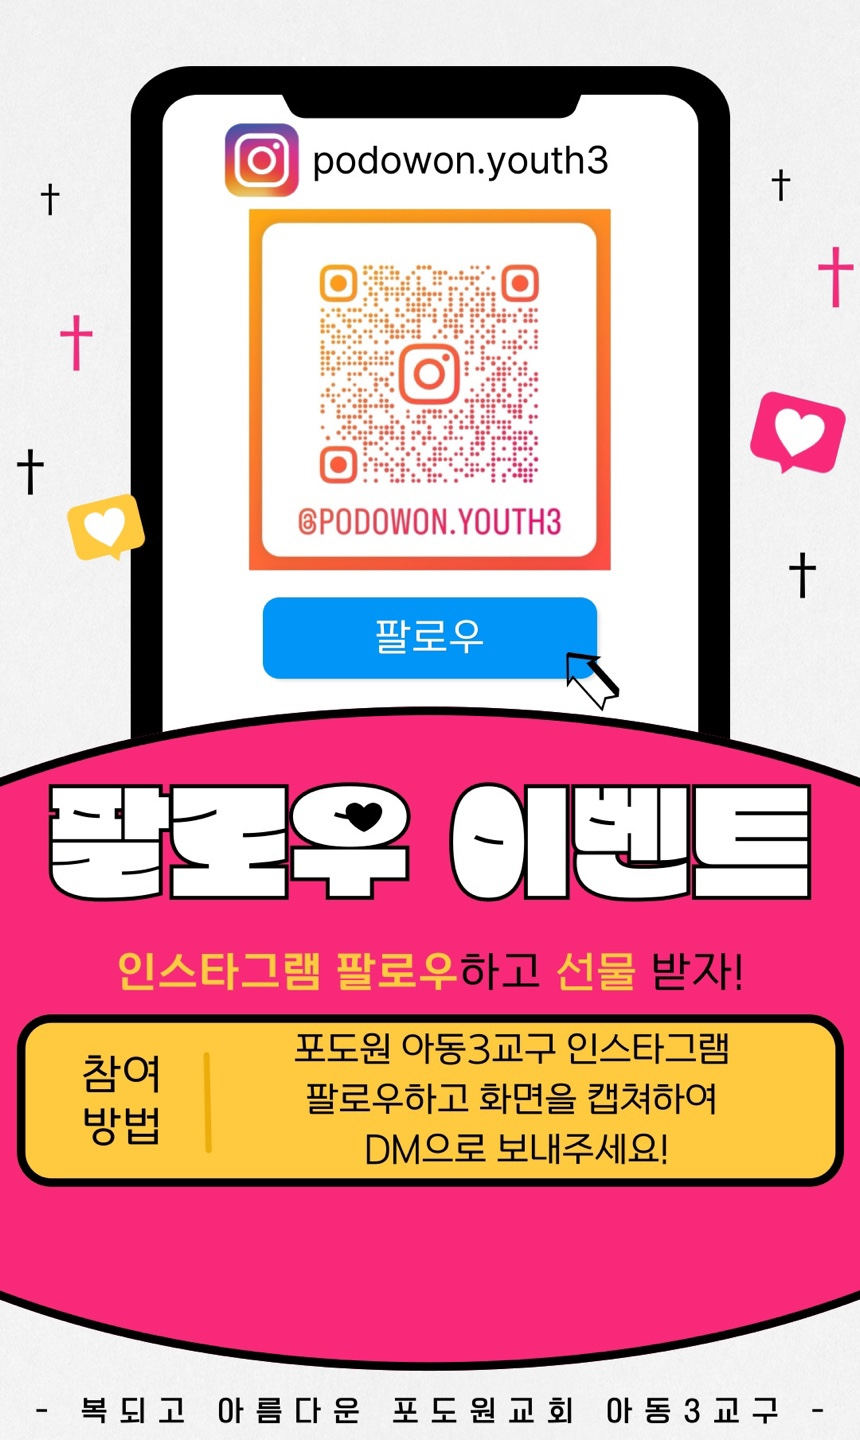 podowon.youth3
@PODOWON.YOUTH3
팔로우
팔로우 이벤트
인스타그램 팔로우하고 선물 받자!
참여
방법
포도원 아동3교구 인스타그램
팔로우하고 화면을 캡쳐하여
DM으로 보내주세요!
- 복되고 아름다운 포도원교회 아동3교구 -